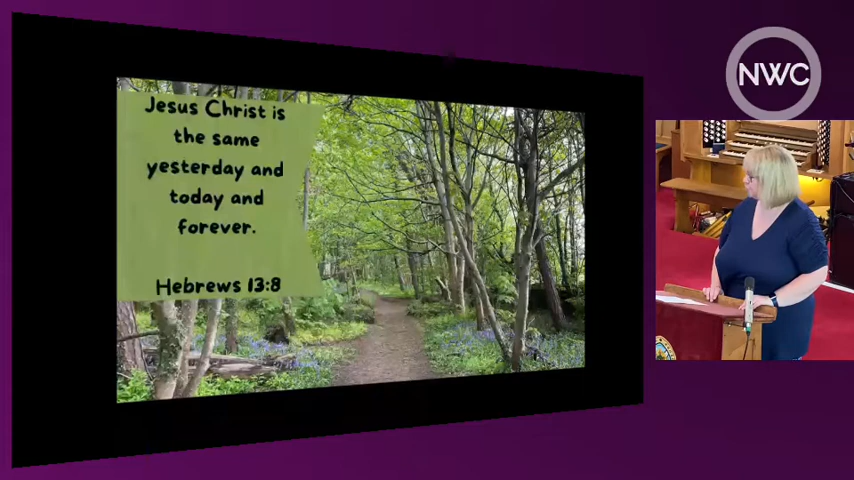 Jesus Christ is
the same
yesterday and
today and
forever.
Hebrews 13:8
NWC